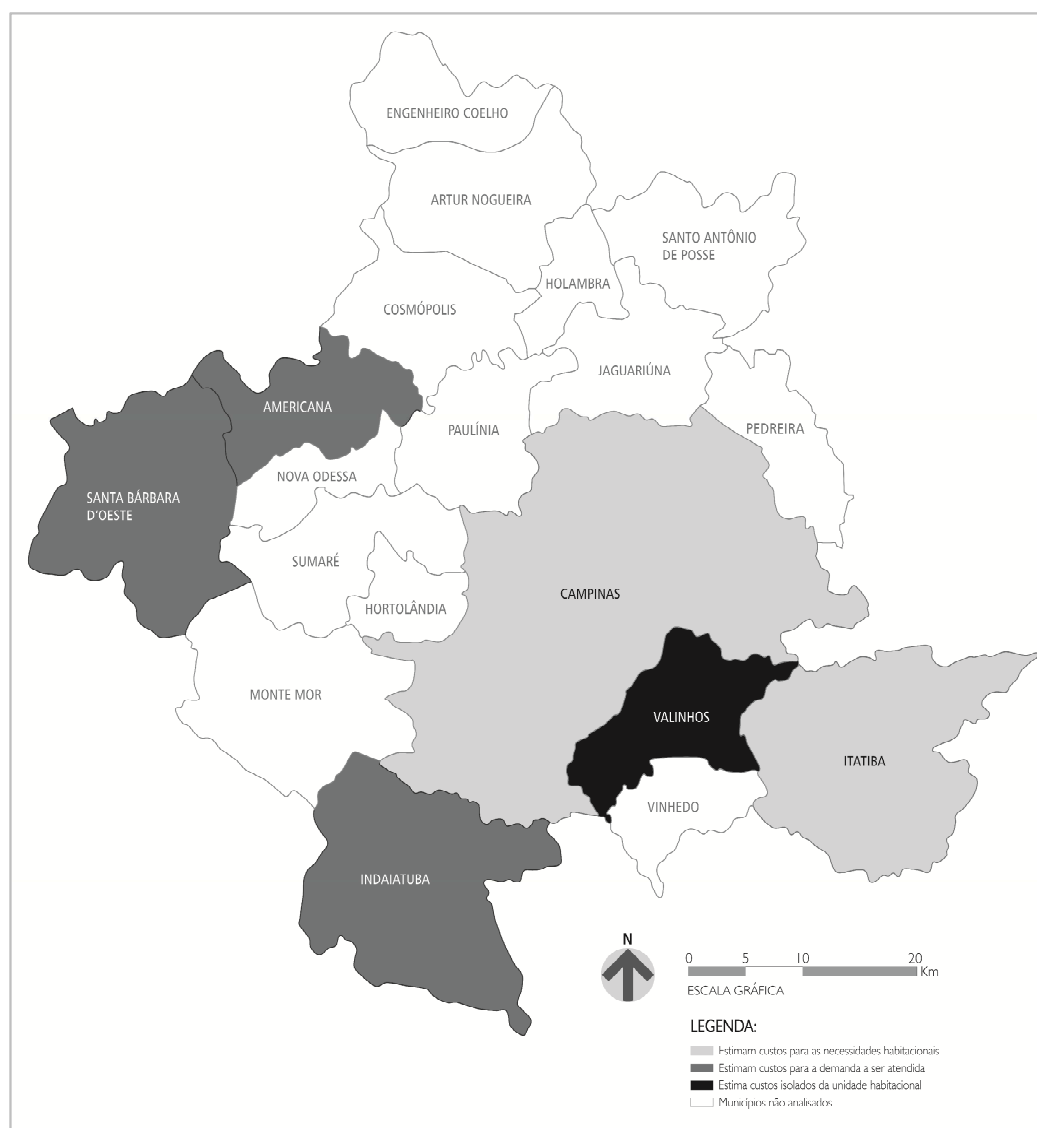 ENGENHEIRO COELHO
ARTUR NOGUEIRA
SANTO ANTÔNIO
DE POSSE
HOLAMBRA
COSMÓPOLIS
JAGUARIÚNA
AMERICANA
PAULÍNIA
PEDREIRA
NOVA ODESSA
SANTA BÁRBARA
D'OESTE
SUMARÉ
CAMPINAS
HORTOLÂNDIA
MONTE MOR
VALINHOS
ITATIBA
VINHEDO
INDAIATUBA
N
0 5 10 20
Km
ESCALA GRÁFICA
LEGENDA:
Estimam custos para as necessidades habitacionais
Estimam custos para a demanda a ser atendida
Estima custos isolados da unidade habitacional
Municípios não analisados